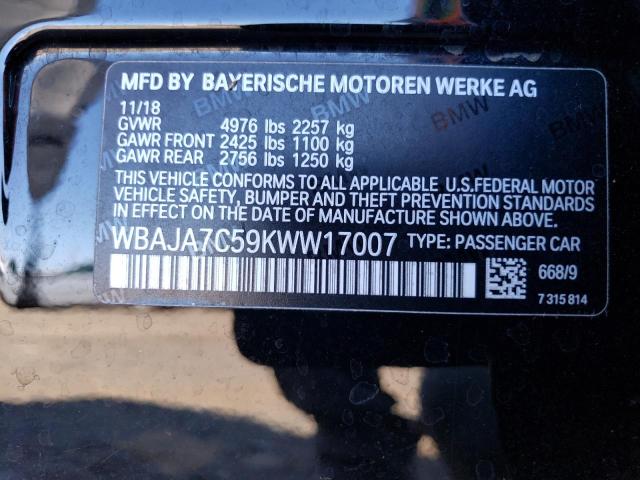 MFD BY BAYERISCHE MOTOREN WERKE AG
11/18
GVWR 4976 lbs 2257 kg
GAWR FRONT 2425 lbs 1100 kg
GAWR REAR 2756 lbs 1250 kg
THIS VEHICLE CONFORMS TO ALL APPLICABLE U.S.FEDERAL MOTOR
VEHICLE SAFETY, BUMPER AND THEFT PREVENTION STANDARDS
IN EFFECT ON THE DATE OF MANUFACTURE SHOWN ABOVE.
WBAJA7C59KWW17007 TYPE: PASSENGER CAR
668/9
7 315 814
BMW
BMW
BMW